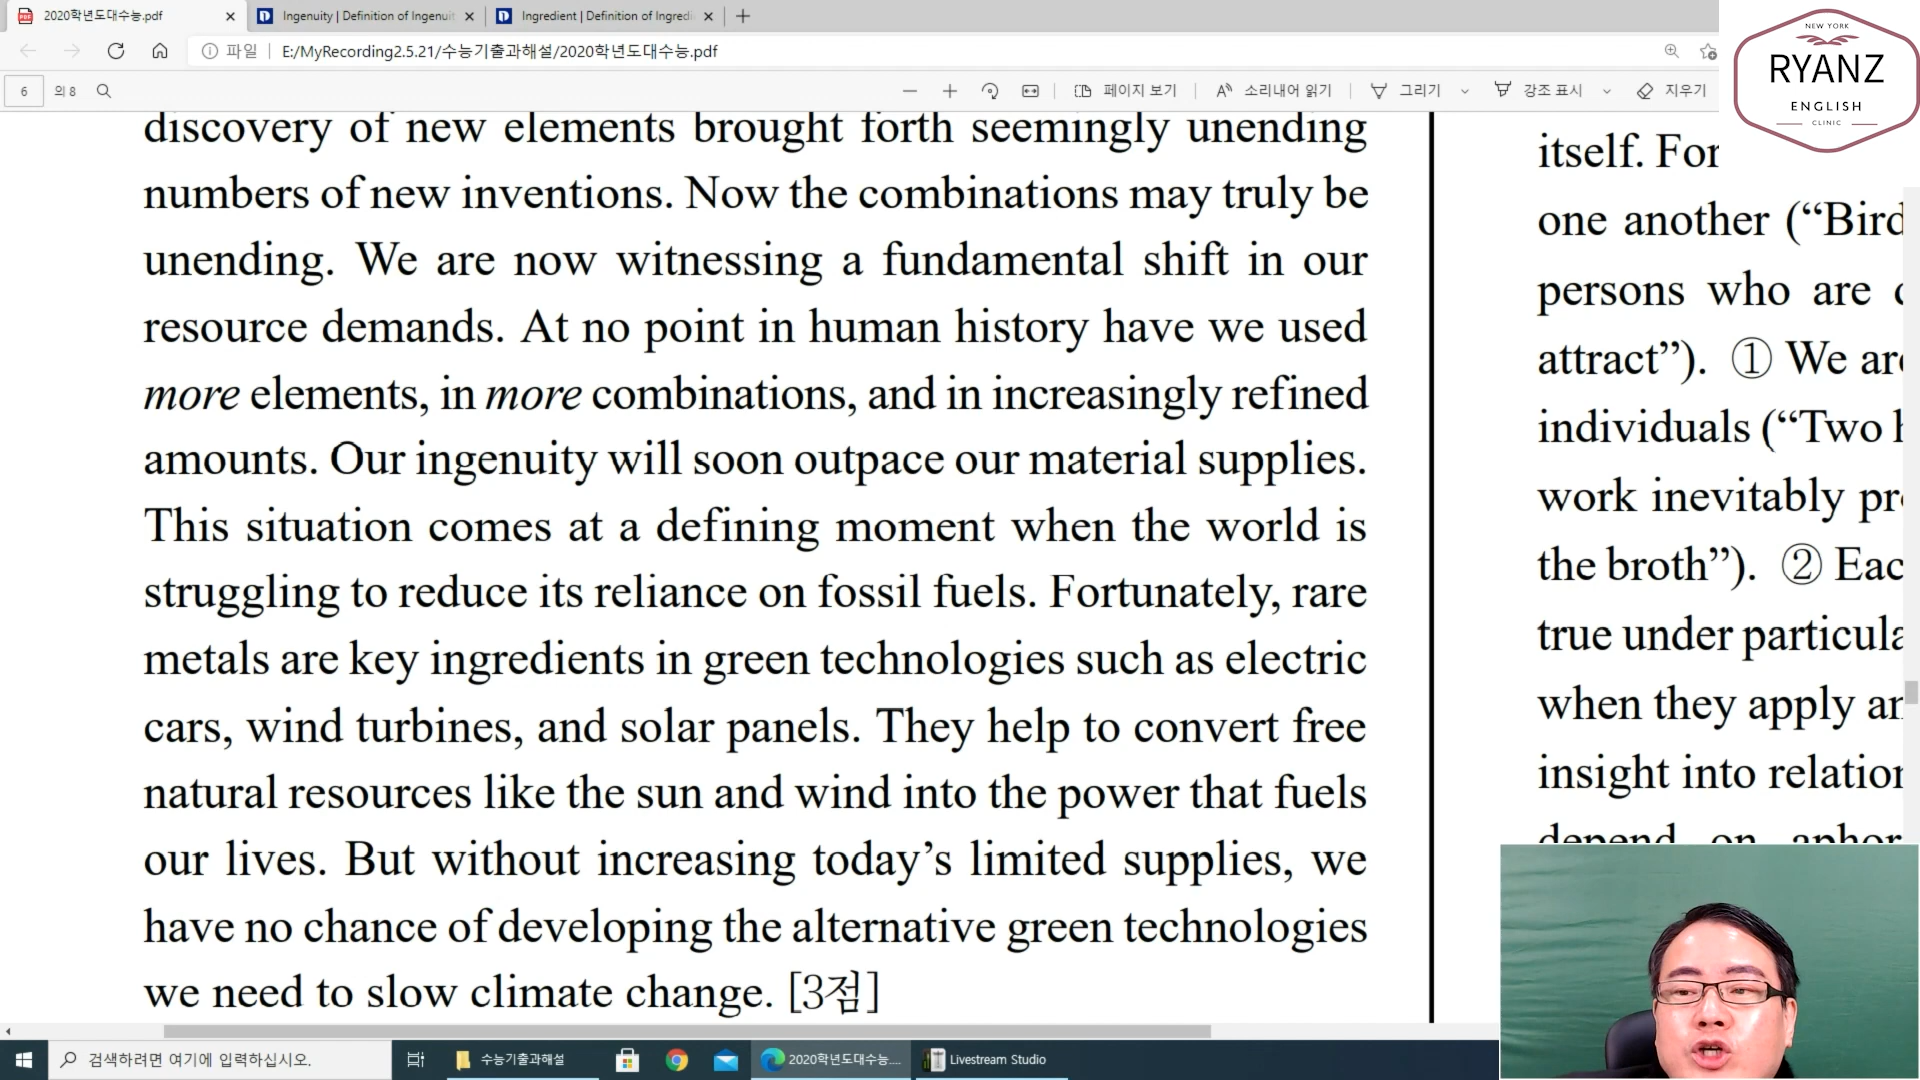 2020학년도대수능.pdf
Ingenuity | Definition of Ingenuit
Ingredient | Definition of Ingredi
파일
E:/MyRecording2.5.21/수능기출과해설/2020학년도대수능.pdf
6 의 8
페이지 보기
소리내어 읽기
그리기
강조 표시
지우기
NEW YORK
RYANZ
ENGLISH
CLINIC
discovery of new elements brought forth seemingly unending
numbers of new inventions. Now the combinations may truly be
unending. We are now witnessing a fundamental shift in our
resource demands. At no point in human history have we used
more elements, in more combinations, and in increasingly refined
amounts. Our ingenuity will soon outpace our material supplies.
This situation comes at a defining moment when the world is
struggling to reduce its reliance on fossil fuels. Fortunately, rare
metals are key ingredients in green technologies such as electric
cars, wind turbines, and solar panels. They help to convert free
natural resources like the sun and wind into the power that fuels
our lives. But without increasing today’s limited supplies, we
have no chance of developing the alternative green technologies
we need to slow climate change. [3점]
itself. For
one another (“Bird
persons who are
attract”). ① We are
individuals (“Two h
work inevitably pr
the broth”). ② Eac
true under particula
when they apply an
insight into relation
depend on aphor
검색하려면 여기에 입력하십시오.
수능기출과해설
2020학년도대수능....
Livestream Studio